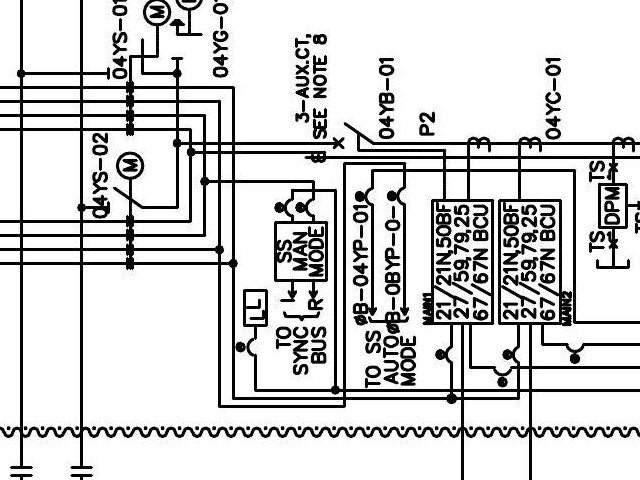 04YS-01
M
04YG-0
3-AUX.CT,
SEE NOTE 8
04YB-01
P2
04YC-01
04YS-02
M
8
TS
DPM
TS
SS
MAN
MODE
LL
L
R
TO
SYNC
BUS
ØB-04YP-01
ØB-0BYP-0-
TO SS
AUTO
MODE
MAIN1
21/21N,50BF
27/59,79,25
67/67N BCU
21/21N,50BF
27/59,79,25
67/67N BCU
MAIN2